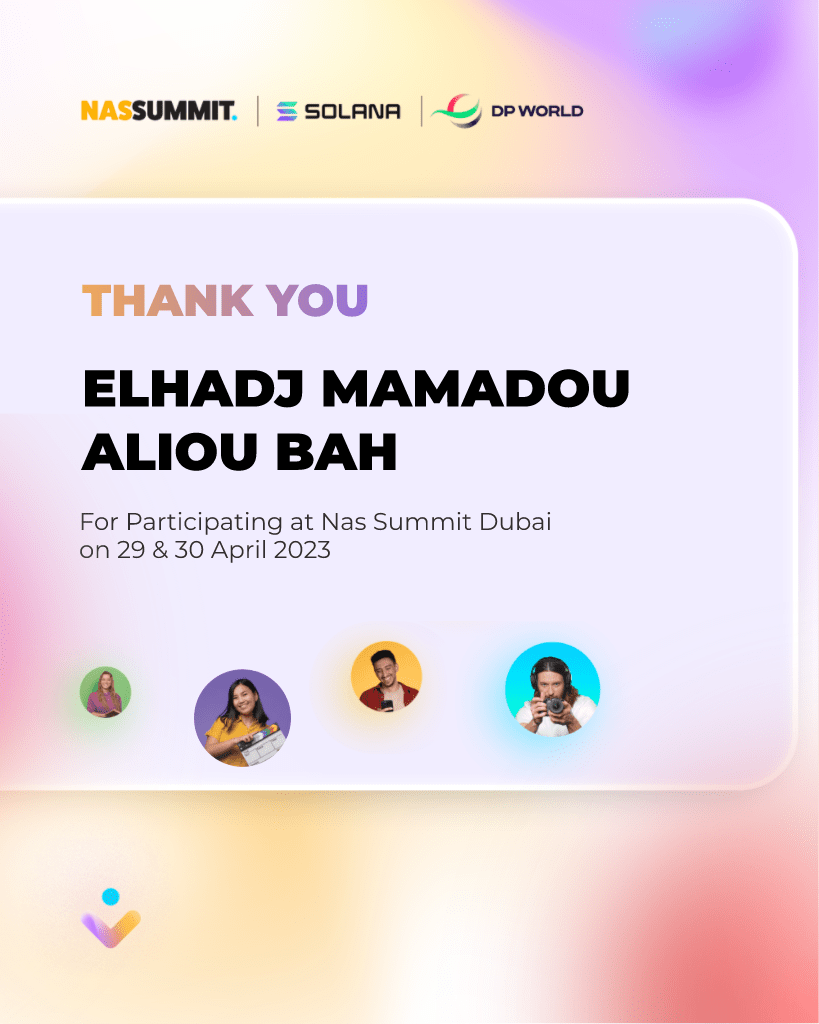 NASSUMMIT. | SOLANA | DP WORLD
THANK YOU
ELHADJ MAMADOU
ALIOU BAH
For Participating at Nas Summit Dubai
on 29 & 30 April 2023